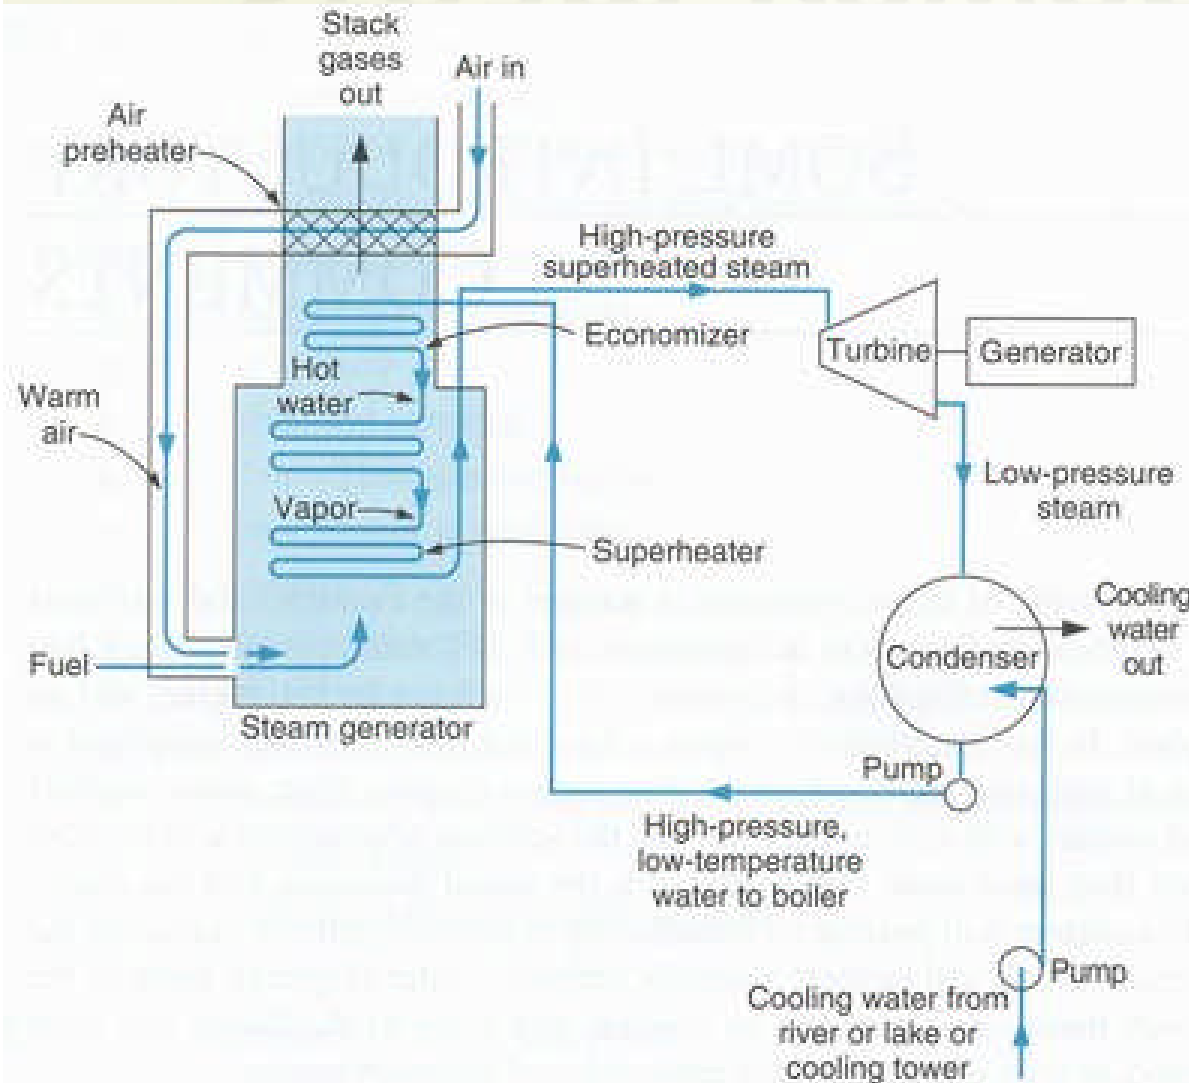 Stack
gases
out
Air in
Air
preheater
High-pressure
superheated steam
Economizer
Turbine
Generator
Hot
water
Warm
air
Low-pressure
steam
Vapor
Superheater
Cooling
water
out
Condenser
Fuel
Steam generator
Pump
High-pressure,
low-temperature
water to boiler
Pump
Cooling water from
river or lake or
cooling tower